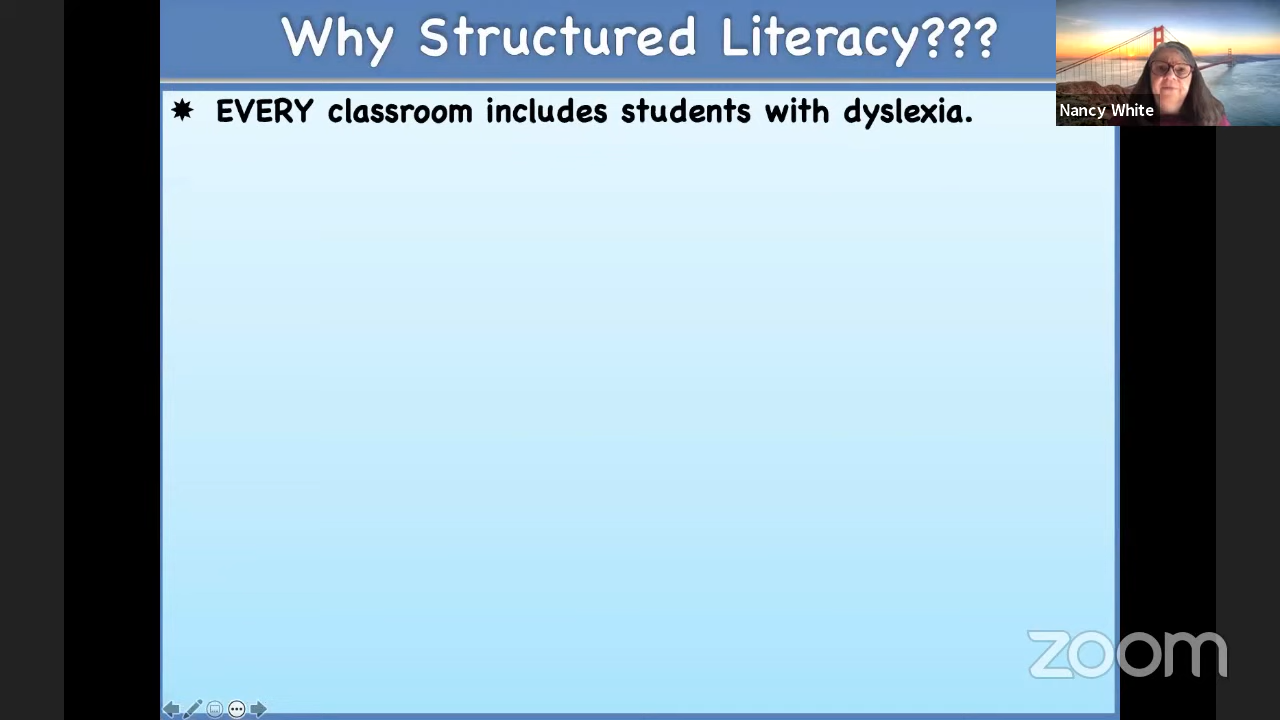 Why Structured Literacy???
✷ EVERY classroom includes students with dyslexia.
Nancy White
zoom